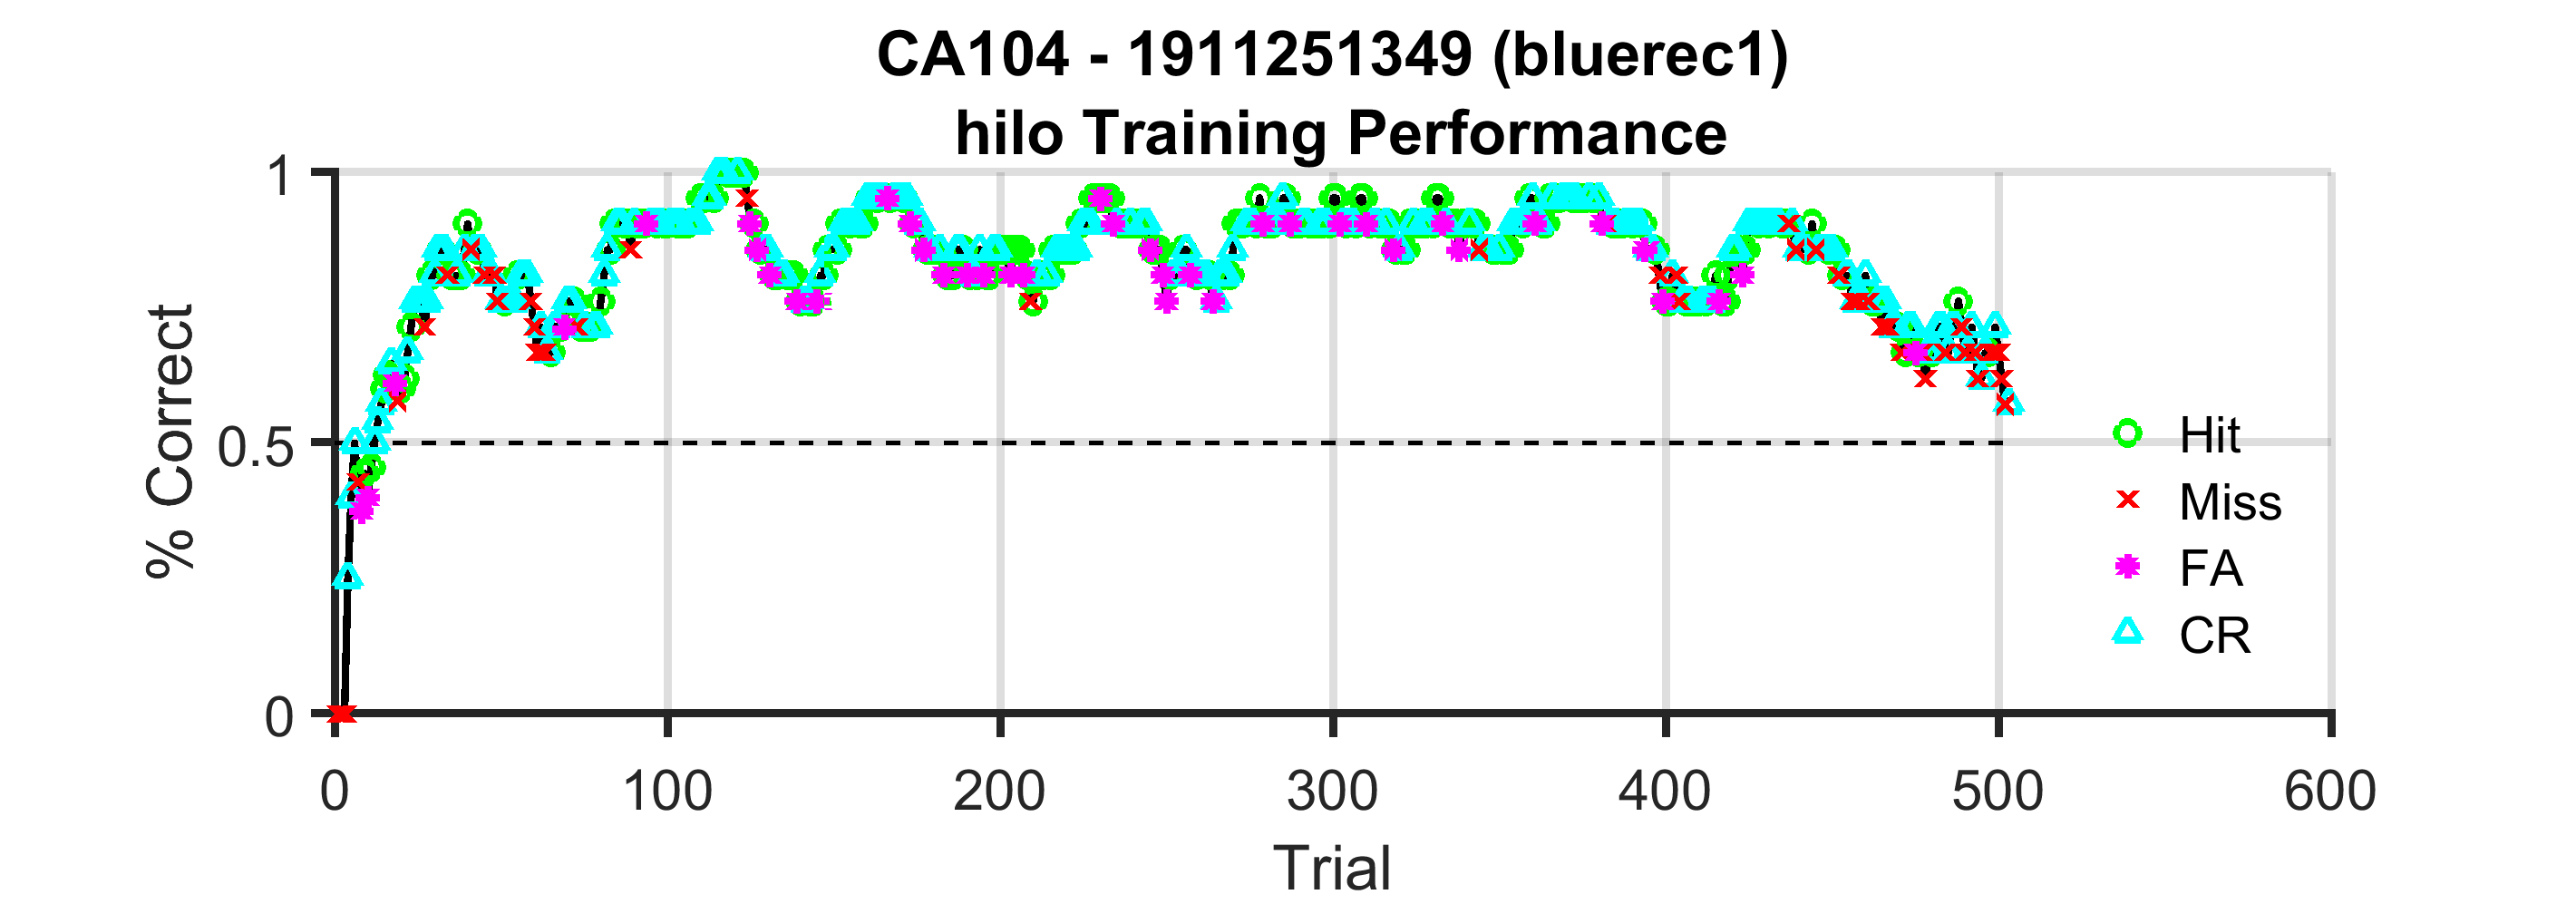 CA104 - 1911251349 (bluerec1)
hilo Training Performance
1
0.5
0
% Correct
Hit
Miss
FA
CR
0 100 200 300 400 500 600
Trial